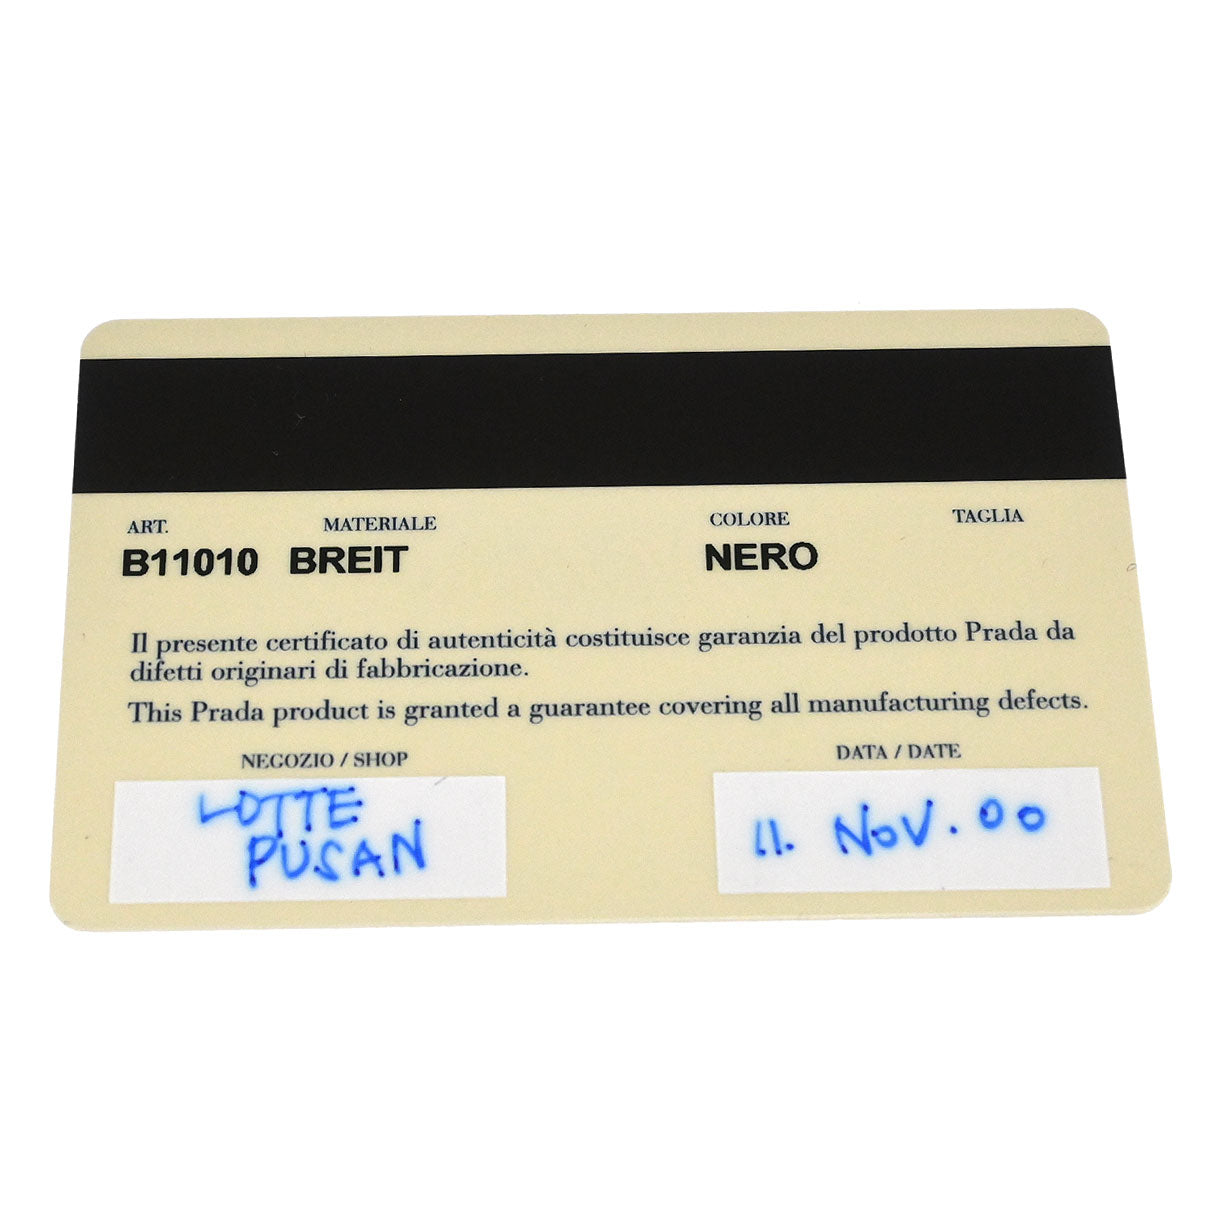 ART. MATERIALE COLORE TAGLIA
B11010 BREIT NERO
Il presente certificato di autenticità costituisce garanzia del prodotto Prada da
difetti originari di fabbricazione.
This Prada product is granted a guarantee covering all manufacturing defects.
NEGOZIO / SHOP DATA / DATE
LOTTE
PUSAN
11. NOV. 00